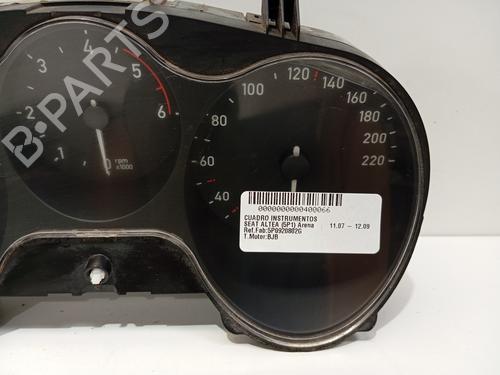 B-PARTS
1
2
3
4
5
6
0
rpm
x1000
40
60
80
100
120
140
160
180
200
220
0000000000400066
CUADRO INSTRUMENTOS
SEAT ALTEA (5P1) Arena 11.07 - 12.09
Ref.Fab:5P0920802G
T.Motor:BJB